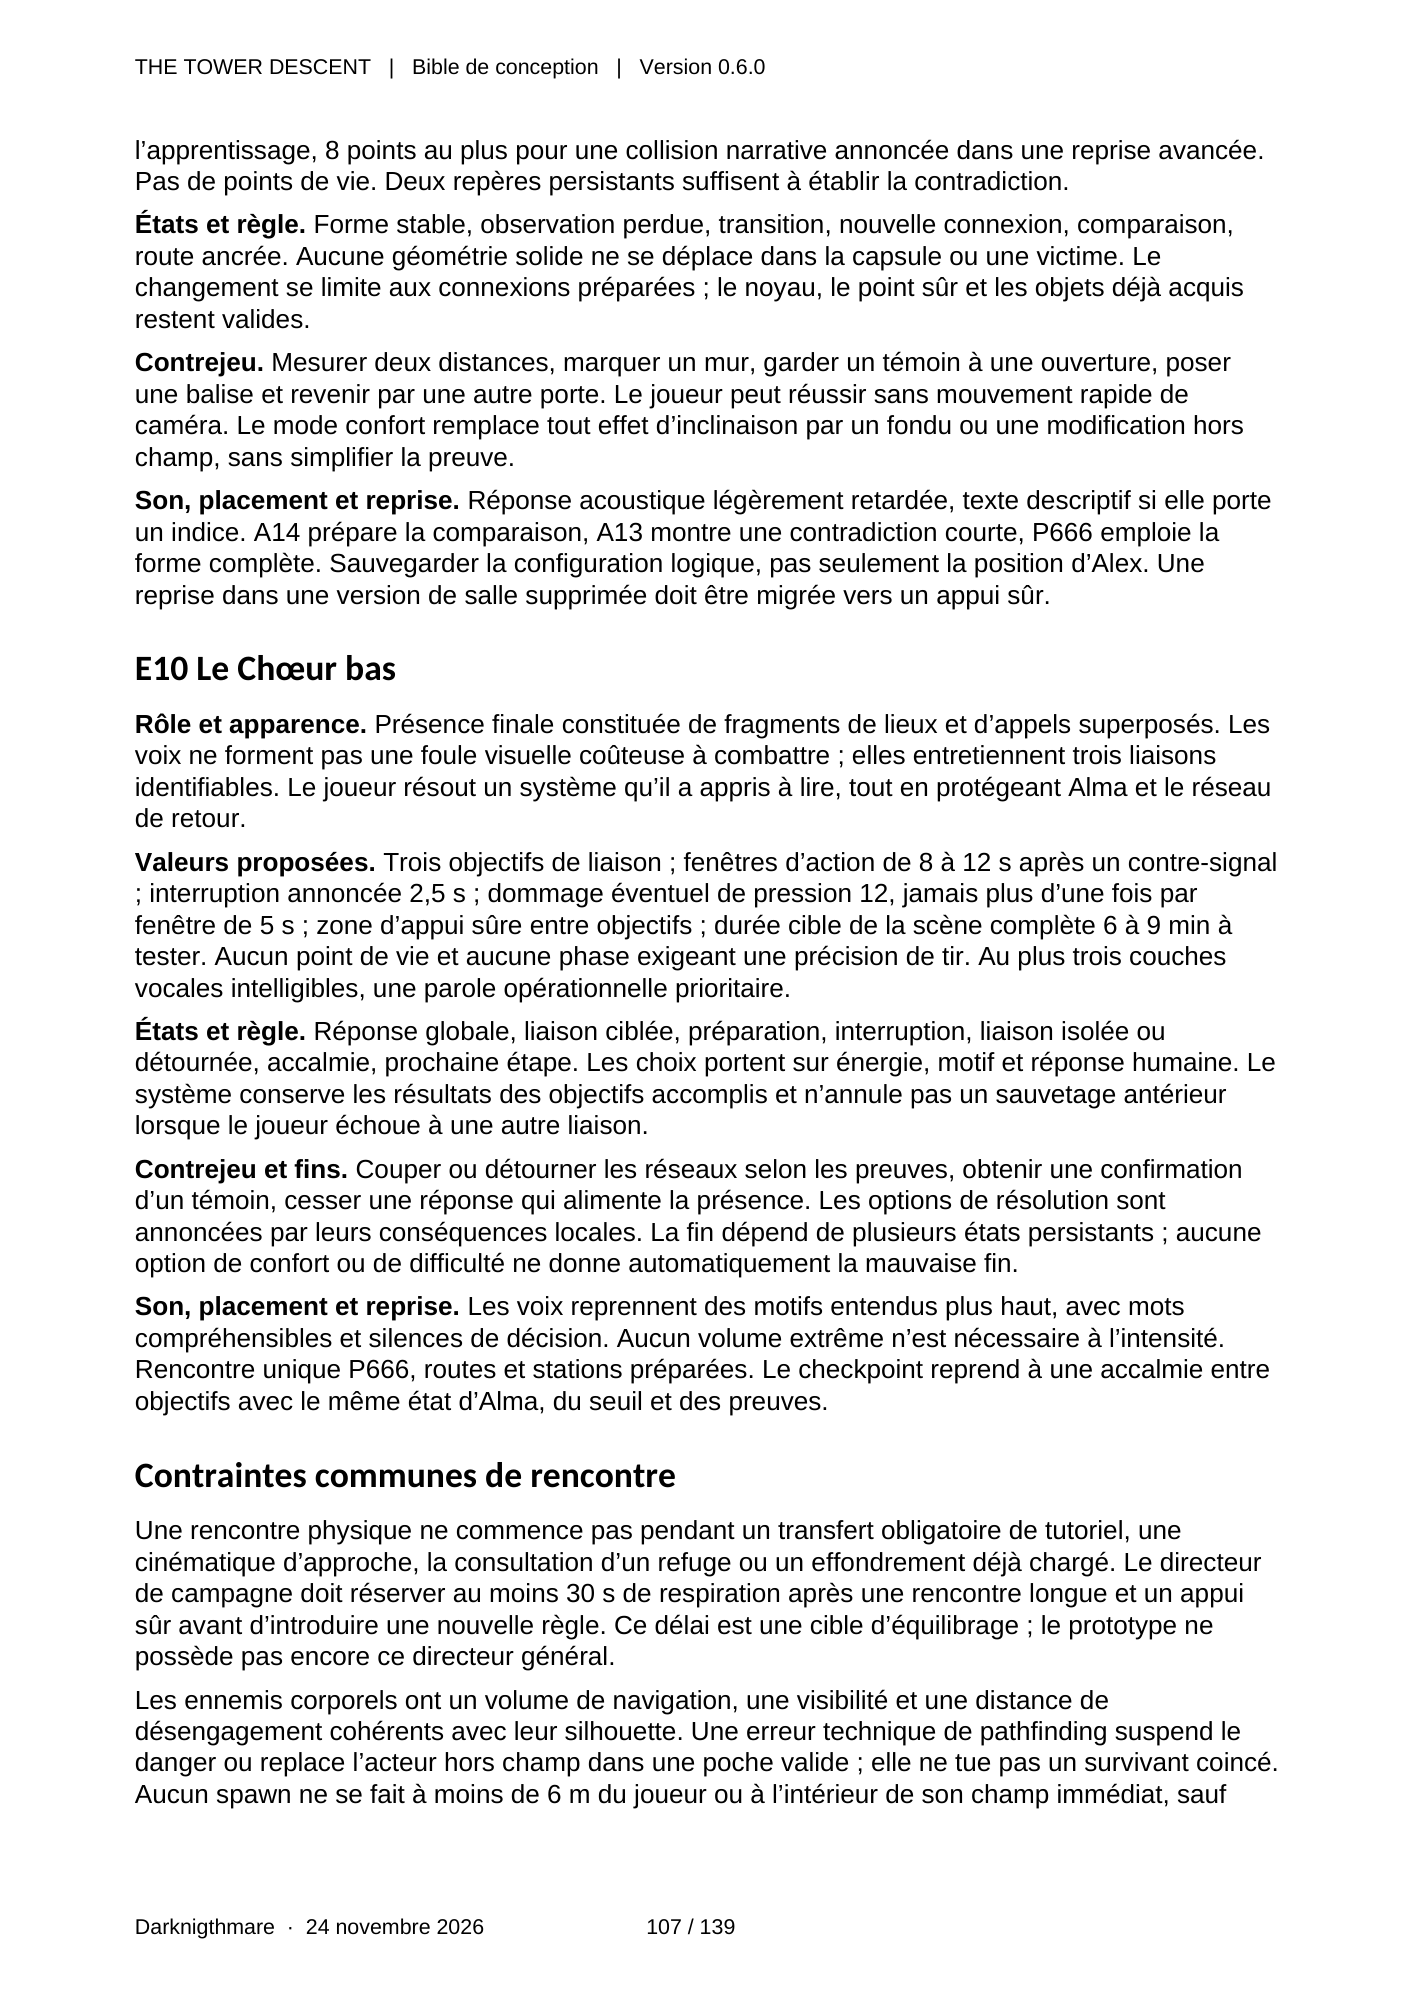 THE TOWER DESCENT | Bible de conception | Version 0.6.0
l’apprentissage, 8 points au plus pour une collision narrative annoncée dans une reprise avancée.
Pas de points de vie. Deux repères persistants suffisent à établir la contradiction.
États et règle. Forme stable, observation perdue, transition, nouvelle connexion, comparaison,
route ancrée. Aucune géométrie solide ne se déplace dans la capsule ou une victime. Le
changement se limite aux connexions préparées ; le noyau, le point sûr et les objets déjà acquis
restent valides.
Contrejeu. Mesurer deux distances, marquer un mur, garder un témoin à une ouverture, poser
une balise et revenir par une autre porte. Le joueur peut réussir sans mouvement rapide de
caméra. Le mode confort remplace tout effet d’inclinaison par un fondu ou une modification hors
champ, sans simplifier la preuve.
Son, placement et reprise. Réponse acoustique légèrement retardée, texte descriptif si elle porte
un indice. A14 prépare la comparaison, A13 montre une contradiction courte, P666 emploie la
forme complète. Sauvegarder la configuration logique, pas seulement la position d’Alex. Une
reprise dans une version de salle supprimée doit être migrée vers un appui sûr.
E10 Le Chœur bas
Rôle et apparence. Présence finale constituée de fragments de lieux et d’appels superposés. Les
voix ne forment pas une foule visuelle coûteuse à combattre ; elles entretiennent trois liaisons
identifiables. Le joueur résout un système qu’il a appris à lire, tout en protégeant Alma et le réseau
de retour.
Valeurs proposées. Trois objectifs de liaison ; fenêtres d’action de 8 à 12 s après un contre-signal
; interruption annoncée 2,5 s ; dommage éventuel de pression 12, jamais plus d’une fois par
fenêtre de 5 s ; zone d’appui sûre entre objectifs ; durée cible de la scène complète 6 à 9 min à
tester. Aucun point de vie et aucune phase exigeant une précision de tir. Au plus trois couches
vocales intelligibles, une parole opérationnelle prioritaire.
États et règle. Réponse globale, liaison ciblée, préparation, interruption, liaison isolée ou
détournée, accalmie, prochaine étape. Les choix portent sur énergie, motif et réponse humaine. Le
système conserve les résultats des objectifs accomplis et n’annule pas un sauvetage antérieur
lorsque le joueur échoue à une autre liaison.
Contrejeu et fins. Couper ou détourner les réseaux selon les preuves, obtenir une confirmation
d’un témoin, cesser une réponse qui alimente la présence. Les options de résolution sont
annoncées par leurs conséquences locales. La fin dépend de plusieurs états persistants ; aucune
option de confort ou de difficulté ne donne automatiquement la mauvaise fin.
Son, placement et reprise. Les voix reprennent des motifs entendus plus haut, avec mots
compréhensibles et silences de décision. Aucun volume extrême n’est nécessaire à l’intensité.
Rencontre unique P666, routes et stations préparées. Le checkpoint reprend à une accalmie entre
objectifs avec le même état d’Alma, du seuil et des preuves.
Contraintes communes de rencontre
Une rencontre physique ne commence pas pendant un transfert obligatoire de tutoriel, une
cinématique d’approche, la consultation d’un refuge ou un effondrement déjà chargé. Le directeur
de campagne doit réserver au moins 30 s de respiration après une rencontre longue et un appui
sûr avant d’introduire une nouvelle règle. Ce délai est une cible d’équilibrage ; le prototype ne
possède pas encore ce directeur général.
Les ennemis corporels ont un volume de navigation, une visibilité et une distance de
désengagement cohérents avec leur silhouette. Une erreur technique de pathfinding suspend le
danger ou replace l’acteur hors champ dans une poche valide ; elle ne tue pas un survivant coincé.
Aucun spawn ne se fait à moins de 6 m du joueur ou à l’intérieur de son champ immédiat, sauf
Darknigthmare · 24 novembre 2026 107 / 139